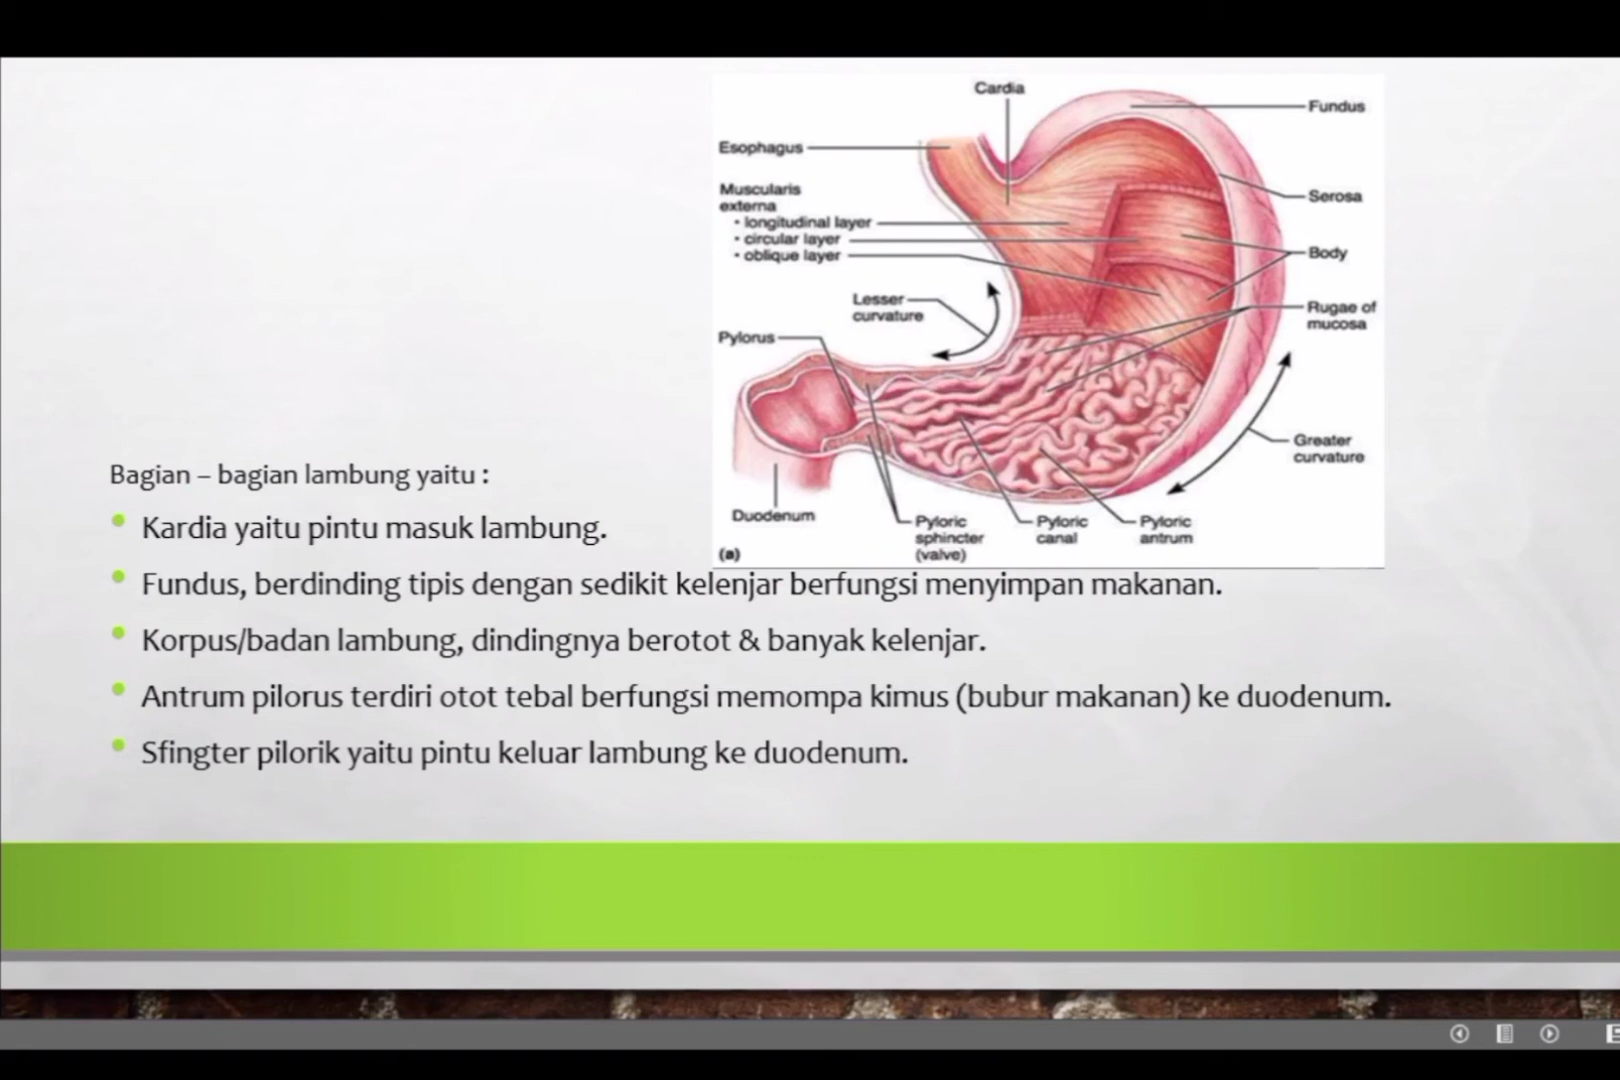 Cardia
Fundus
Esophagus
Muscularis
externa
• longitudinal layer
• circular layer
• oblique layer
Serosa
Body
Lesser
curvature
Rugae of
mucosa
Pylorus
Greater
curvature
Duodenum
Pyloric
sphincter
(valve)
Pyloric
canal
Pyloric
antrum
(a)
Bagian – bagian lambung yaitu :
• Kardia yaitu pintu masuk lambung.
• Fundus, berdinding tipis dengan sedikit kelenjar berfungsi menyimpan makanan.
• Korpus/badan lambung, dindingnya berotot & banyak kelenjar.
• Antrum pilorus terdiri otot tebal berfungsi memompa kimus (bubur makanan) ke duodenum.
• Sfingter pilorik yaitu pintu keluar lambung ke duodenum.